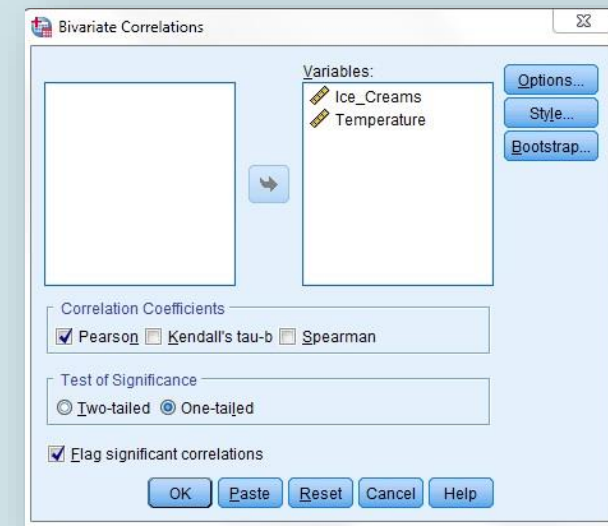 Bivariate Correlations
Variables:
Ice_Creams
Temperature
Options...
Style...
Bootstrap...
Correlation Coefficients
Pearson Kendall's tau-b Spearman
Test of Significance
Two-tailed One-tailed
Flag significant correlations
OK Paste Reset Cancel Help